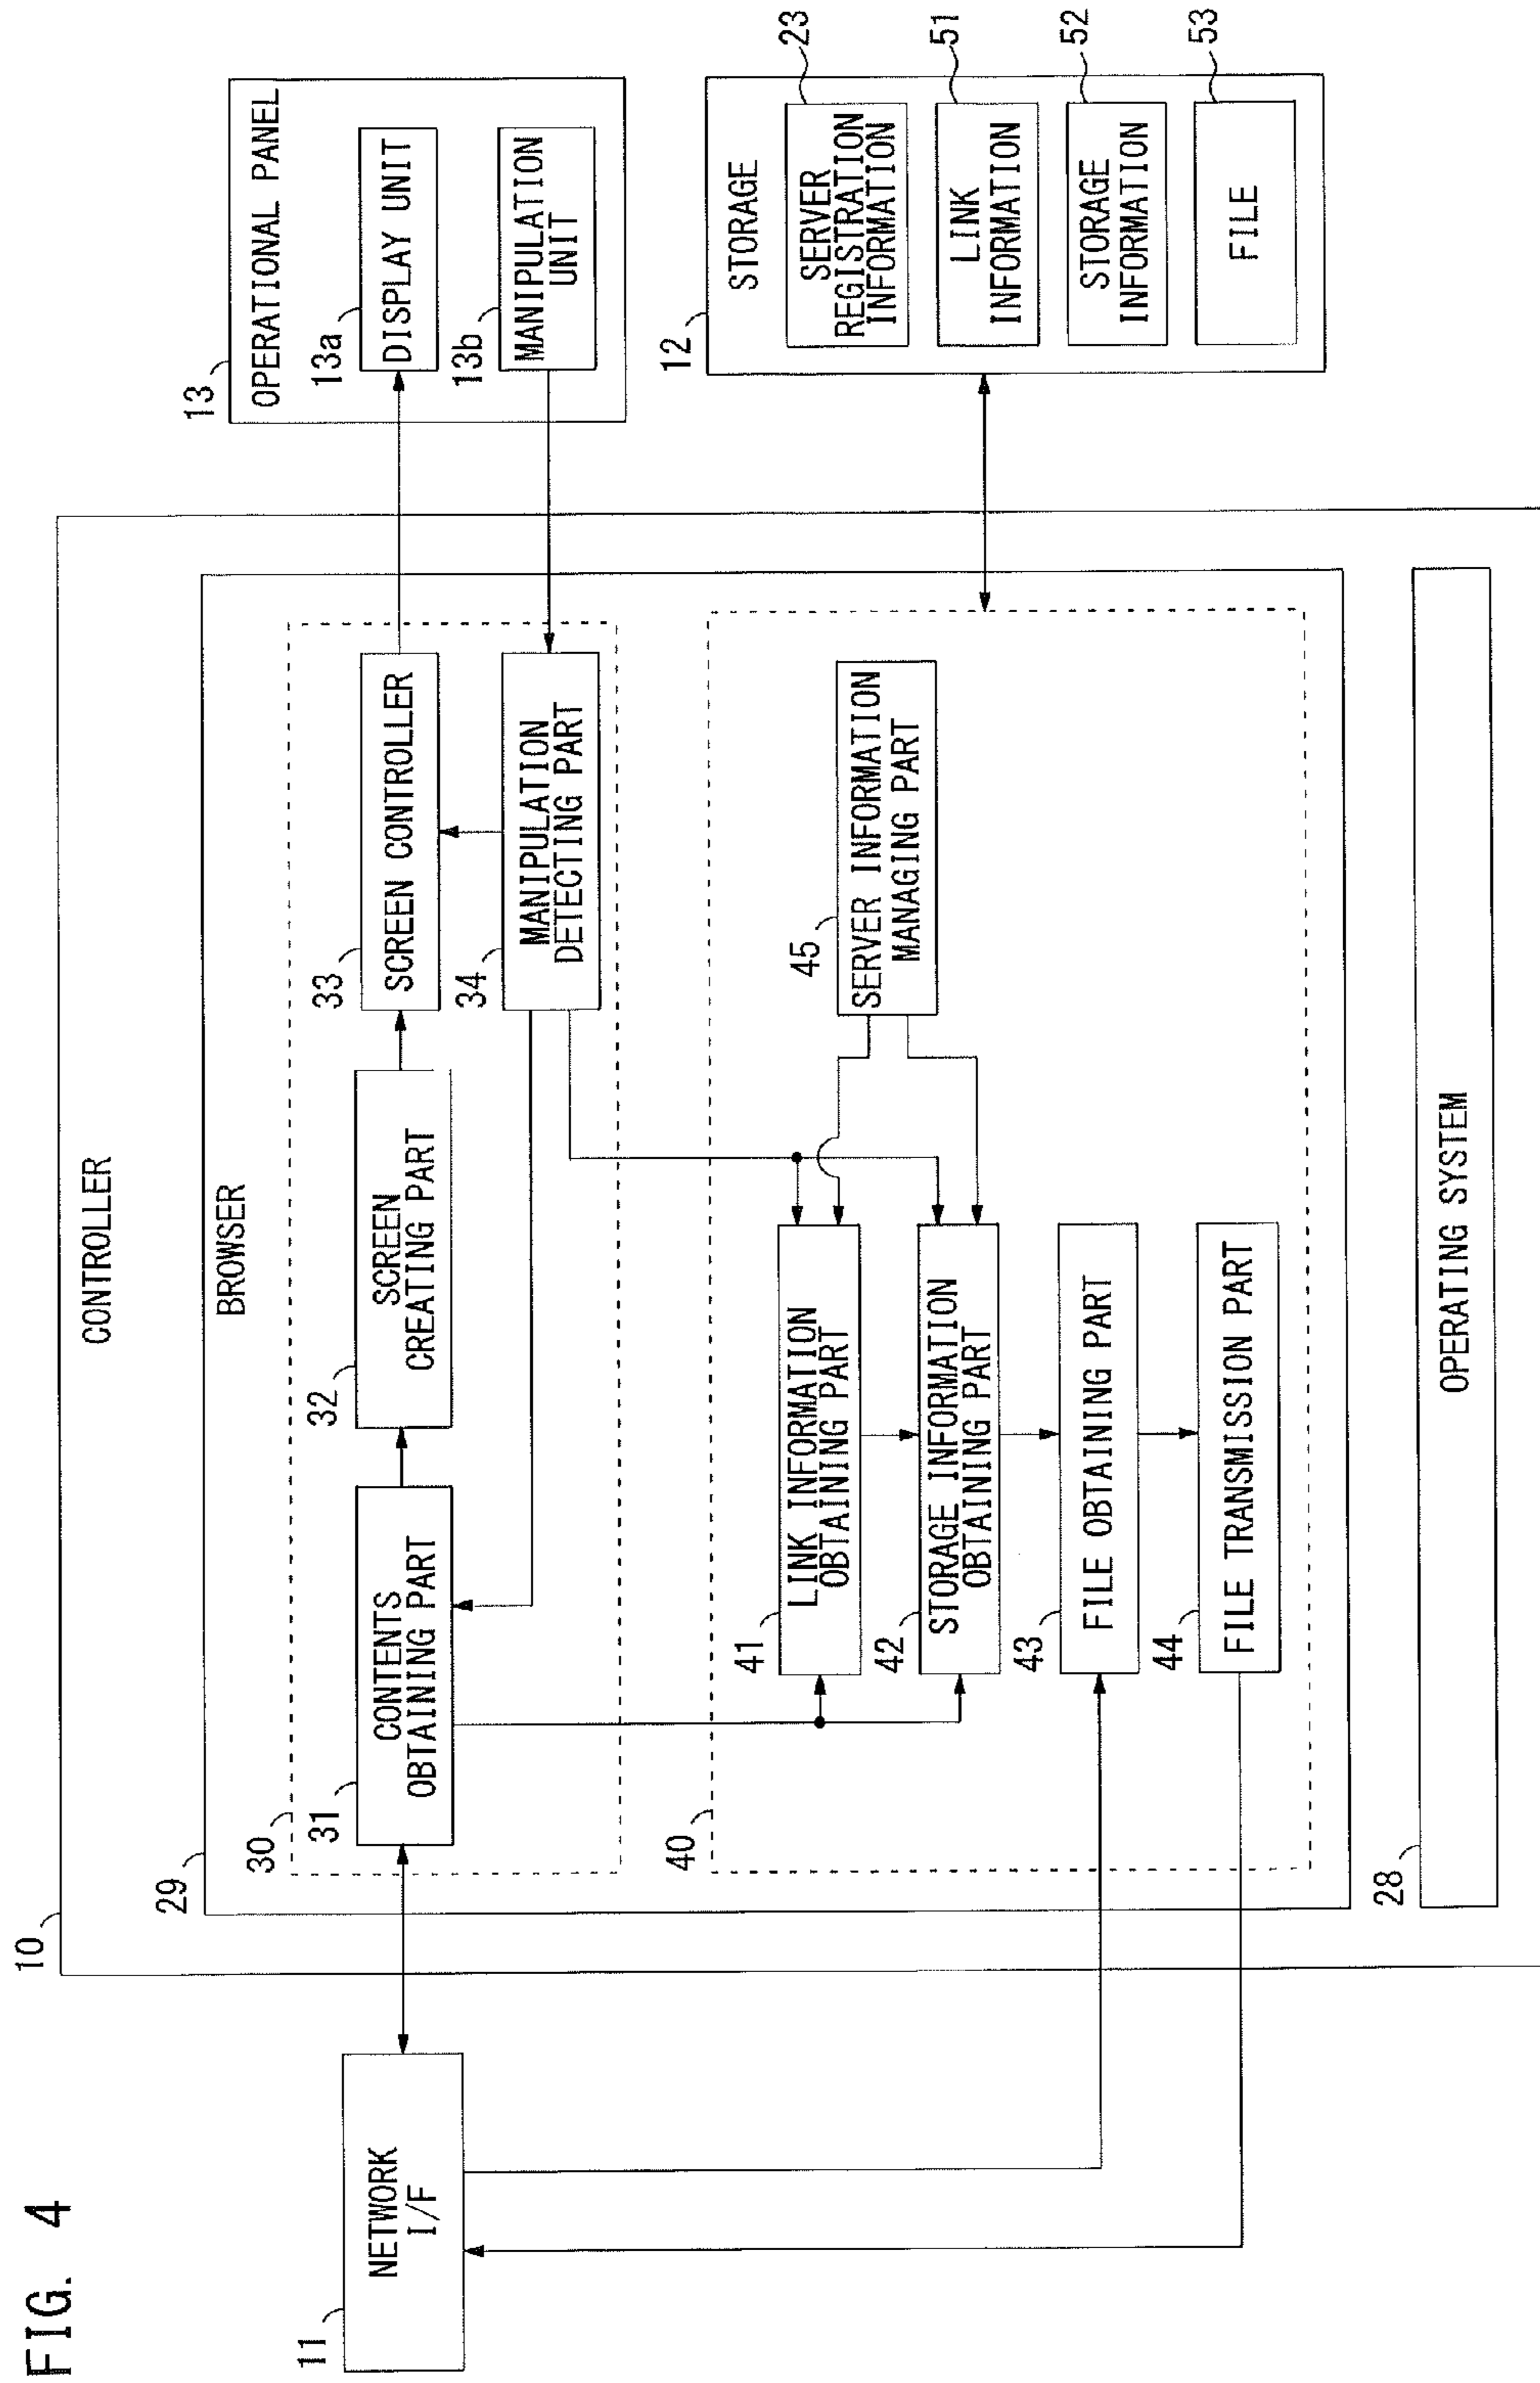 FIG. 4
10
CONTROLLER
29
BROWSER
30
31
CONTENTS
OBTAINING PART
32
SCREEN
CREATING PART
33
SCREEN CONTROLLER
34
MANIPULATION
DETECTING PART
13
OPERATIONAL PANEL
13a
DISPLAY UNIT
13b
MANIPULATION
UNIT
11
NETWORK
I/F
40
41
LINK INFORMATION
OBTAINING PART
42
STORAGE INFORMATION
OBTAINING PART
43
FILE OBTAINING PART
44
FILE TRANSMISSION PART
45
SERVER INFORMATION
MANAGING PART
12
STORAGE
SERVER
REGISTRATION
INFORMATION
23
LINK
INFORMATION
51
STORAGE
INFORMATION
52
FILE
53
28
OPERATING SYSTEM